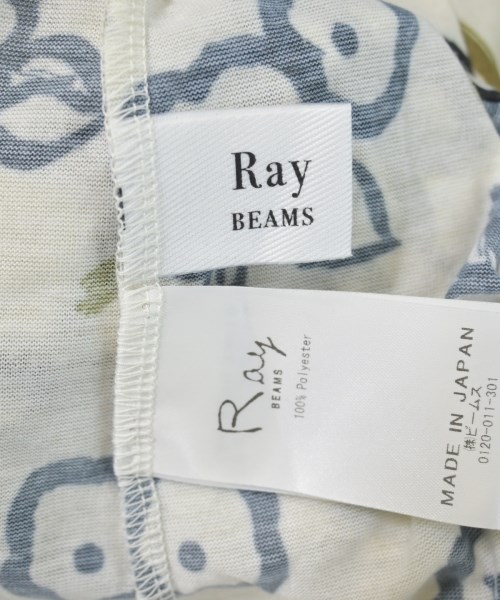 Ray
BEAMS
Ray
BEAMS
100% Polyester
MADE IN JAPAN
㈱ビームス
0120-011-301